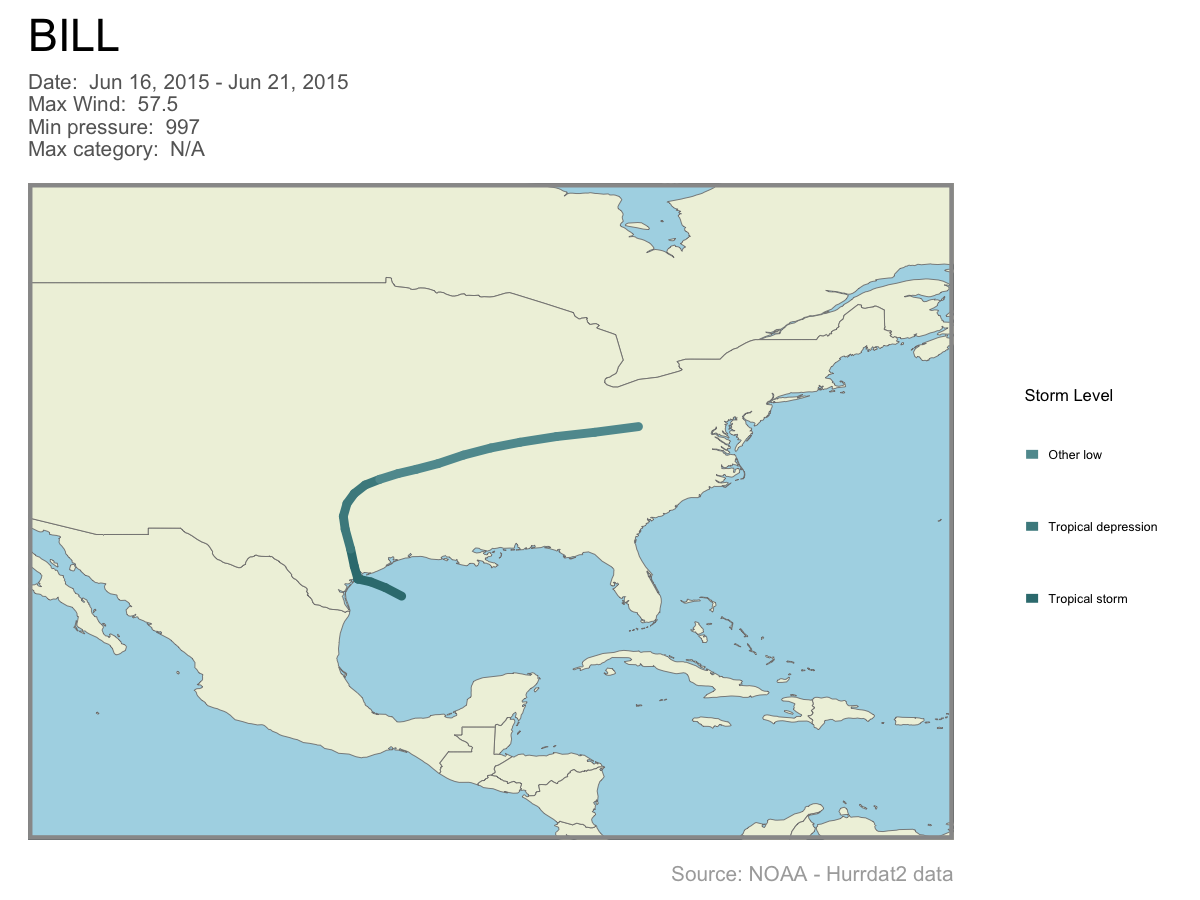 BILL
Date:  Jun 16, 2015 - Jun 21, 2015
Max Wind:  57.5
Min pressure:  997
Max category:  N/A
Storm Level
Other low
Tropical depression
Tropical storm
Source: NOAA - Hurrdat2 data